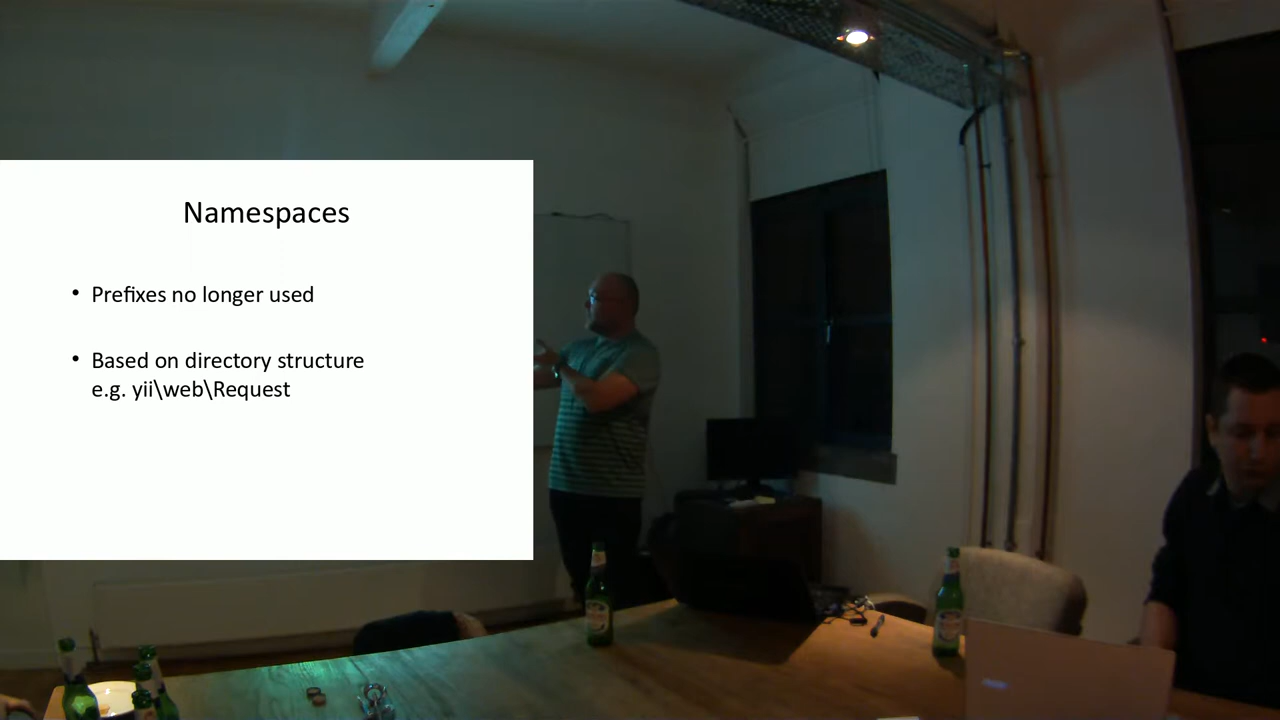 Namespaces
• Prefixes no longer used
• Based on directory structure
e.g. yii\web\Request